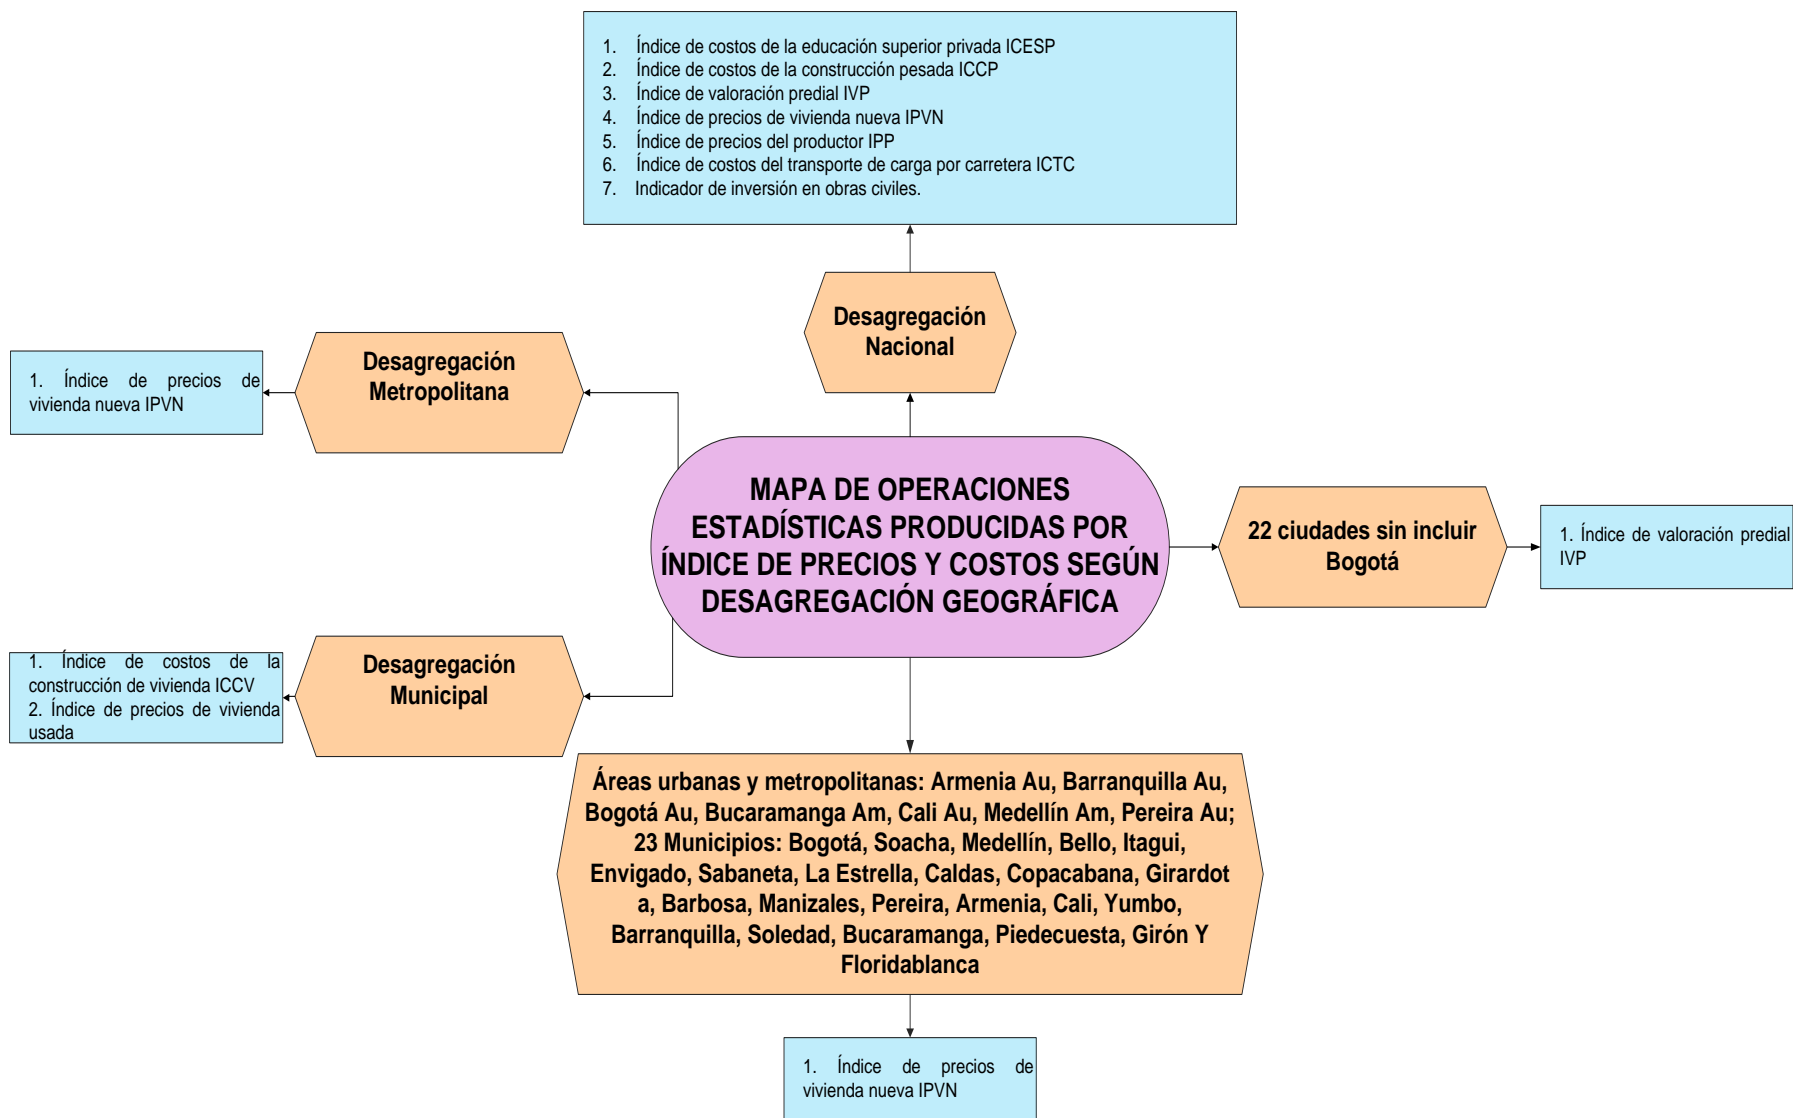 1. Índice de costos de la educación superior privada ICESP
2. Índice de costos de la construcción pesada ICCP
3. Índice de valoración predial IVP
4. Índice de precios de vivienda nueva IPVN
5. Índice de precios del productor IPP
6. Índice de costos del transporte de carga por carretera ICTC
7. Indicador de inversión en obras civiles.
Desagregación
Nacional
Desagregación
Metropolitana
1. Índice de precios de
vivienda nueva IPVN
MAPA DE OPERACIONES
ESTADÍSTICAS PRODUCIDAS POR
ÍNDICE DE PRECIOS Y COSTOS SEGÚN
DESAGREGACIÓN GEOGRÁFICA
22 ciudades sin incluir
Bogotá
1. Índice de valoración predial
IVP
Desagregación
Municipal
1. Índice de costos de la
construcción de vivienda ICCV
2. Índice de precios de vivienda
usada
Áreas urbanas y metropolitanas: Armenia Au, Barranquilla Au,
Bogotá Au, Bucaramanga Am, Cali Au, Medellín Am, Pereira Au;
23 Municipios: Bogotá, Soacha, Medellín, Bello, Itagui,
Envigado, Sabaneta, La Estrella, Caldas, Copacabana, Girardot
a, Barbosa, Manizales, Pereira, Armenia, Cali, Yumbo,
Barranquilla, Soledad, Bucaramanga, Piedecuesta, Girón Y
Floridablanca
1. Índice de precios de
vivienda nueva IPVN